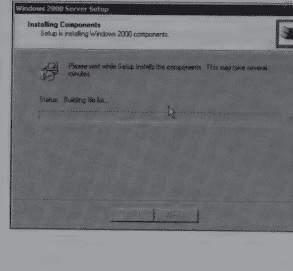 Windows 2000 Server Setup
Installing Components
Setup is installing Windows 2000 components.
Please wait while Setup installs the components. This may take several
minutes.
Status: Building file list...